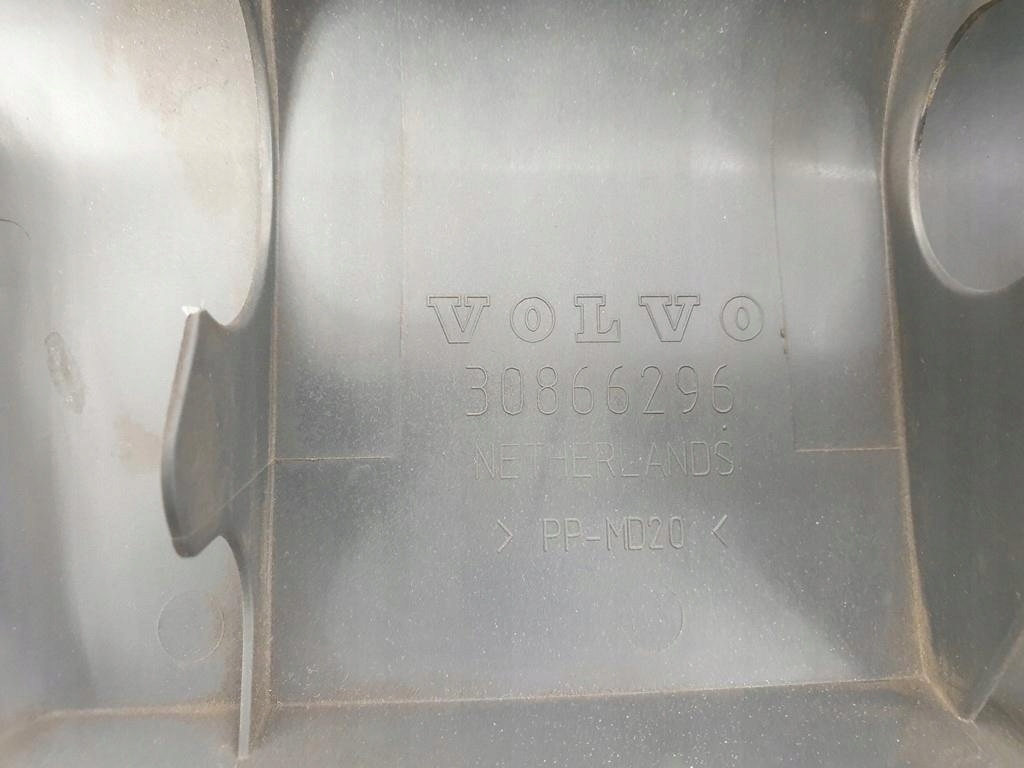 VOLVO
30866296
NETHERLANDS
> PP-MD20 <